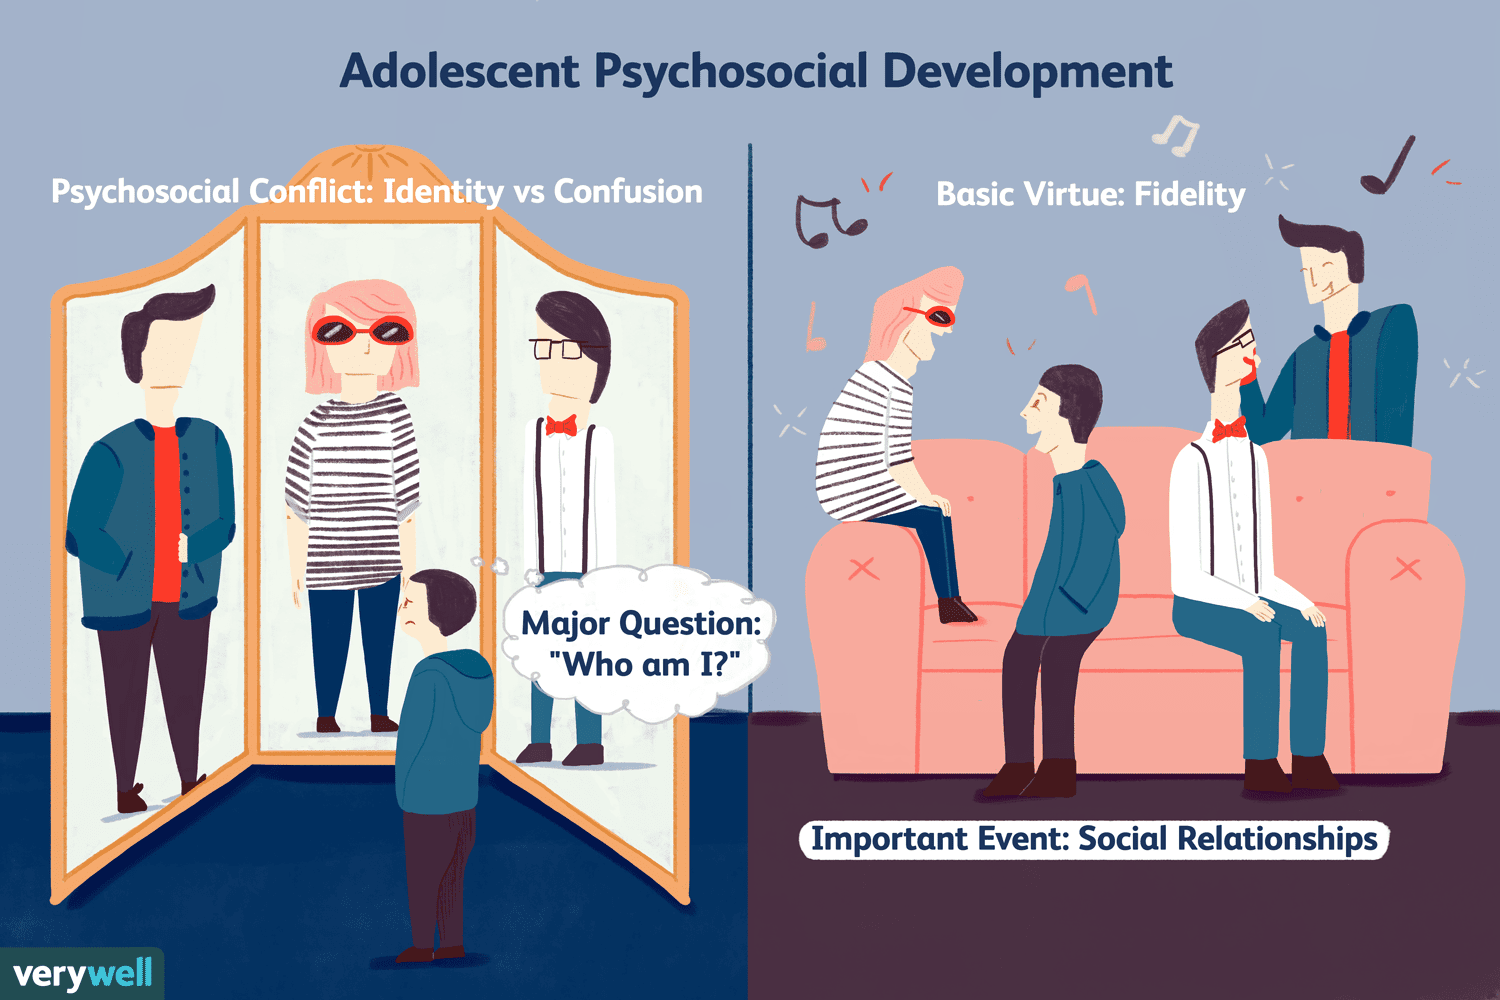 Adolescent Psychosocial Development
Psychosocial Conflict: Identity vs Confusion
Major Question:
"Who am I?"
Basic Virtue: Fidelity
Important Event: Social Relationships
verywell